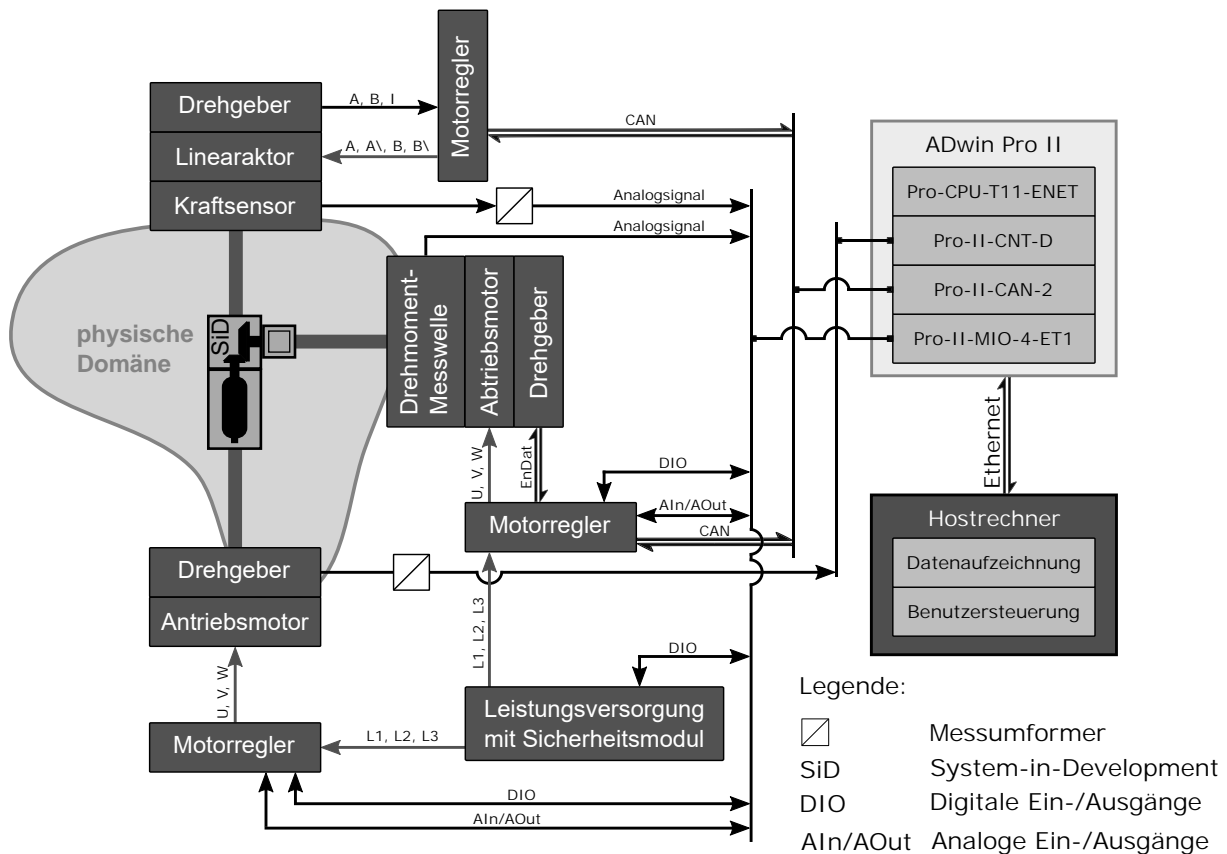 Drehgeber
Linearaktor
Kraftsensor
A, B, I
A, A\, B, B\
Motorregler
CAN
Analogsignal
Analogsignal
ADwin Pro II
Pro-CPU-T11-ENET
Pro-II-CNT-D
Pro-II-CAN-2
Pro-II-MIO-4-ET1
physische
Domäne
SiD
Drehmoment-
Messwelle
Abtriebsmotor
Drehgeber
U, V, W
EnDat
DIO
AIn/AOut
CAN
Motorregler
Ethernet
Hostrechner
Datenaufzeichnung
Benutzersteuerung
Drehgeber
Antriebsmotor
U, V, W
L1, L2, L3
DIO
Motorregler
L1, L2, L3
Leistungsversorgung
mit Sicherheitsmodul
DIO
AIn/AOut
Legende:
Messumformer
SiD System-in-Development
DIO Digitale Ein-/Ausgänge
AIn/AOut Analoge Ein-/Ausgänge